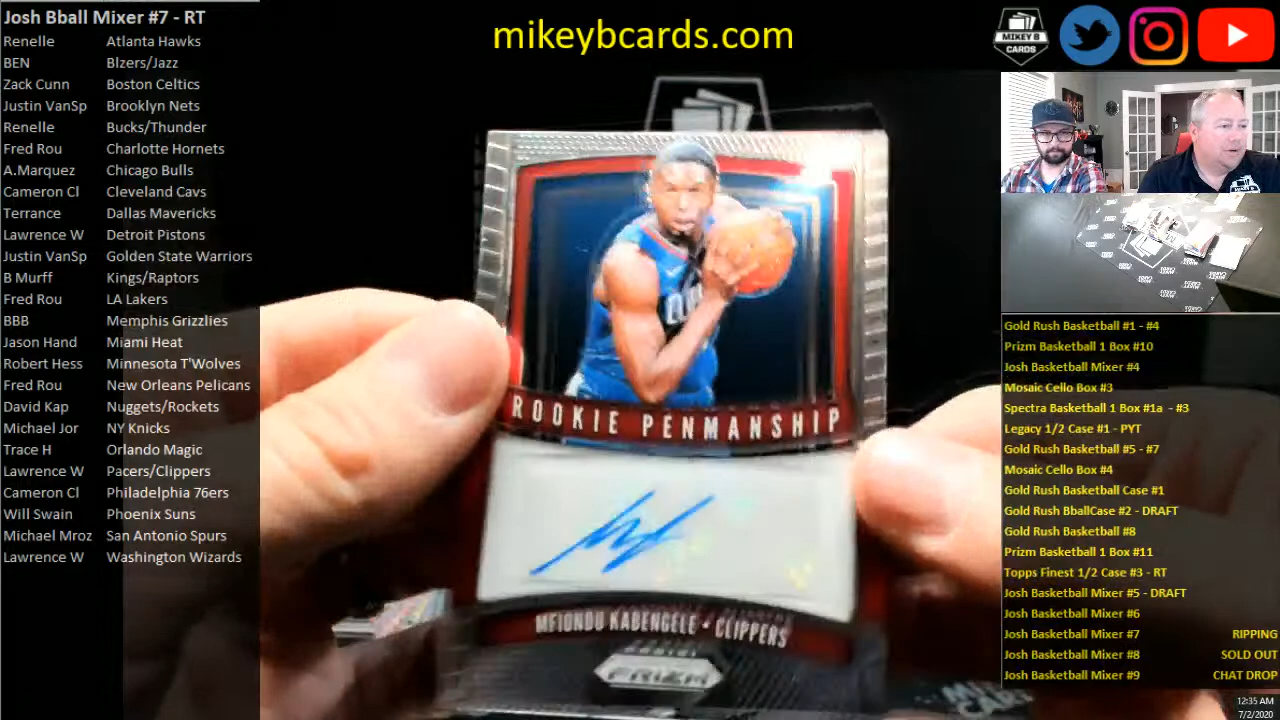 Josh Bball Mixer #7 - RT
Renelle Atlanta Hawks
BEN Blzers/Jazz
Zack Cunn Boston Celtics
Justin VanSp Brooklyn Nets
Renelle Bucks/Thunder
Fred Rou Charlotte Hornets
A.Marquez Chicago Bulls
Cameron Cl Cleveland Cavs
Terrance Dallas Mavericks
Lawrence W Detroit Pistons
Justin VanSp Golden State Warriors
B Murff Kings/Raptors
Fred Rou LA Lakers
BBB Memphis Grizzlies
Jason Hand Miami Heat
Robert Hess Minnesota T'Wolves
Fred Rou New Orleans Pelicans
David Kap Nuggets/Rockets
Michael Jor NY Knicks
Trace H Orlando Magic
Lawrence W Pacers/Clippers
Cameron Cl Philadelphia 76ers
Will Swain Phoenix Suns
Michael Mroz San Antonio Spurs
Lawrence W Washington Wizards
mikeybcards.com
MIKEY B
CARDS
ROOKIE PENMANSHIP
MFIONDU KABENGELE • CLIPPERS
PANINI
PRIZM
Gold Rush Basketball #1 - #4
Prizm Basketball 1 Box #10
Josh Basketball Mixer #4
Mosaic Cello Box #3
Spectra Basketball 1 Box #1a - #3
Legacy 1/2 Case #1 - PYT
Gold Rush Basketball #5 - #7
Mosaic Cello Box #4
Gold Rush Basketball Case #1
Gold Rush BballCase #2 - DRAFT
Gold Rush Basketball #8
Prizm Basketball 1 Box #11
Topps Finest 1/2 Case #3 - RT
Josh Basketball Mixer #5 - DRAFT
Josh Basketball Mixer #6
Josh Basketball Mixer #7 RIPPING
Josh Basketball Mixer #8 SOLD OUT
Josh Basketball Mixer #9 CHAT DROP
12:35 AM
7/2/2020